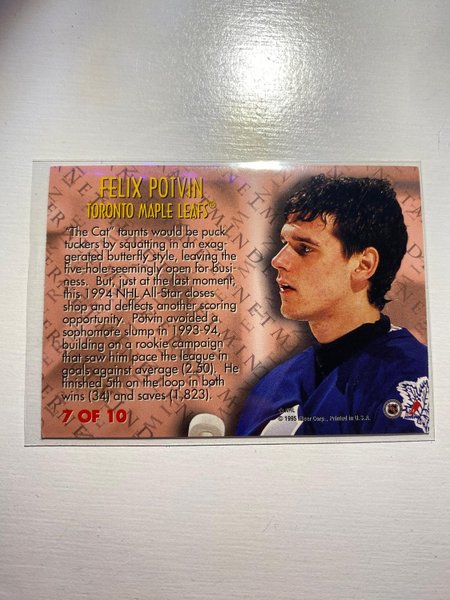 FELIX POTVIN
TORONTO MAPLE LEAFS®
"The Cat" taunts would be puck
tuckers by squatting in an exag-
gerated butterfly style, leaving the
five-hole seemingly open for busi-
ness. But, just at the last moment,
this 1994 NHL All-Star closes
shop and deflects another scoring
opportunity. Potvin avoided a
sophomore slump in 1993-94,
building on a rookie campaign
that saw him pace the league in
goals against average (2.50). He
finished 5th on the loop in both
wins (34) and saves (1,823).
7 OF 10
© 1995 Fleer Corp., Printed in U.S.A.